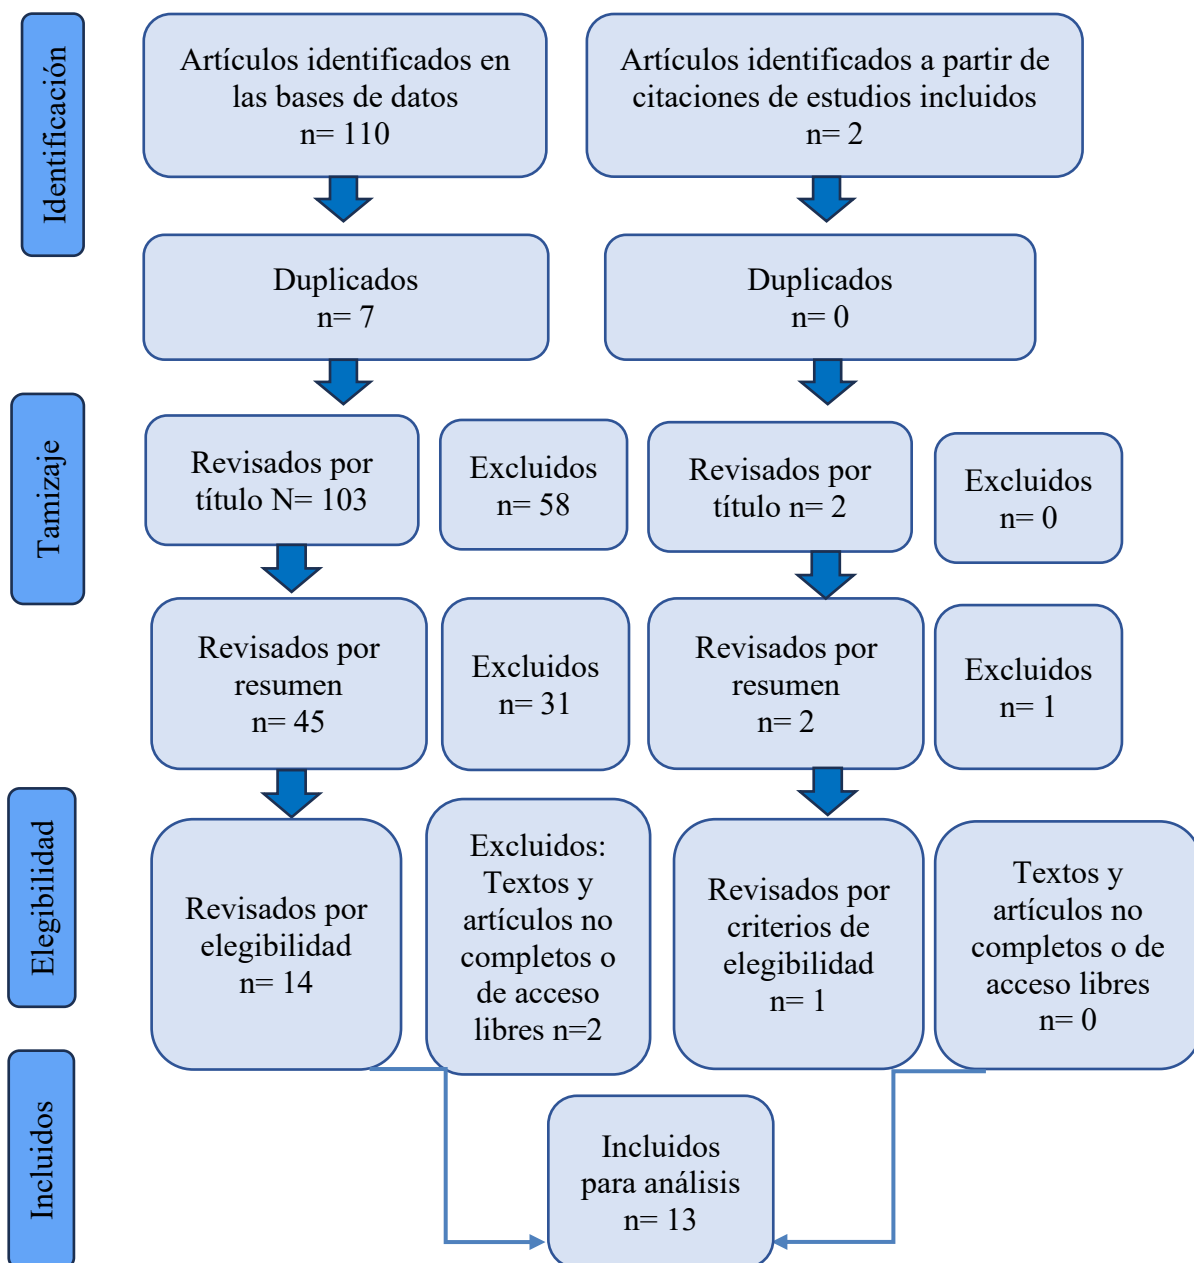 Identificación
Artículos identificados en
las bases de datos
n= 110
Artículos identificados a partir de
citaciones de estudios incluidos
n= 2
Duplicados
n= 7
Duplicados
n= 0
Tamizaje
Revisados por
título N= 103
Excluidos
n= 58
Revisados por
título n= 2
Excluidos
n= 0
Revisados por
resumen
n= 45
Excluidos
n= 31
Revisados por
resumen
n= 2
Excluidos
n= 1
Elegibilidad
Revisados por
elegibilidad
n= 14
Excluidos:
Textos y
artículos no
completos o
de acceso
libres n=2
Revisados por
criterios de
elegibilidad
n= 1
Textos y
artículos no
completos o de
acceso libres
n= 0
Incluidos
Incluidos
para análisis
n= 13